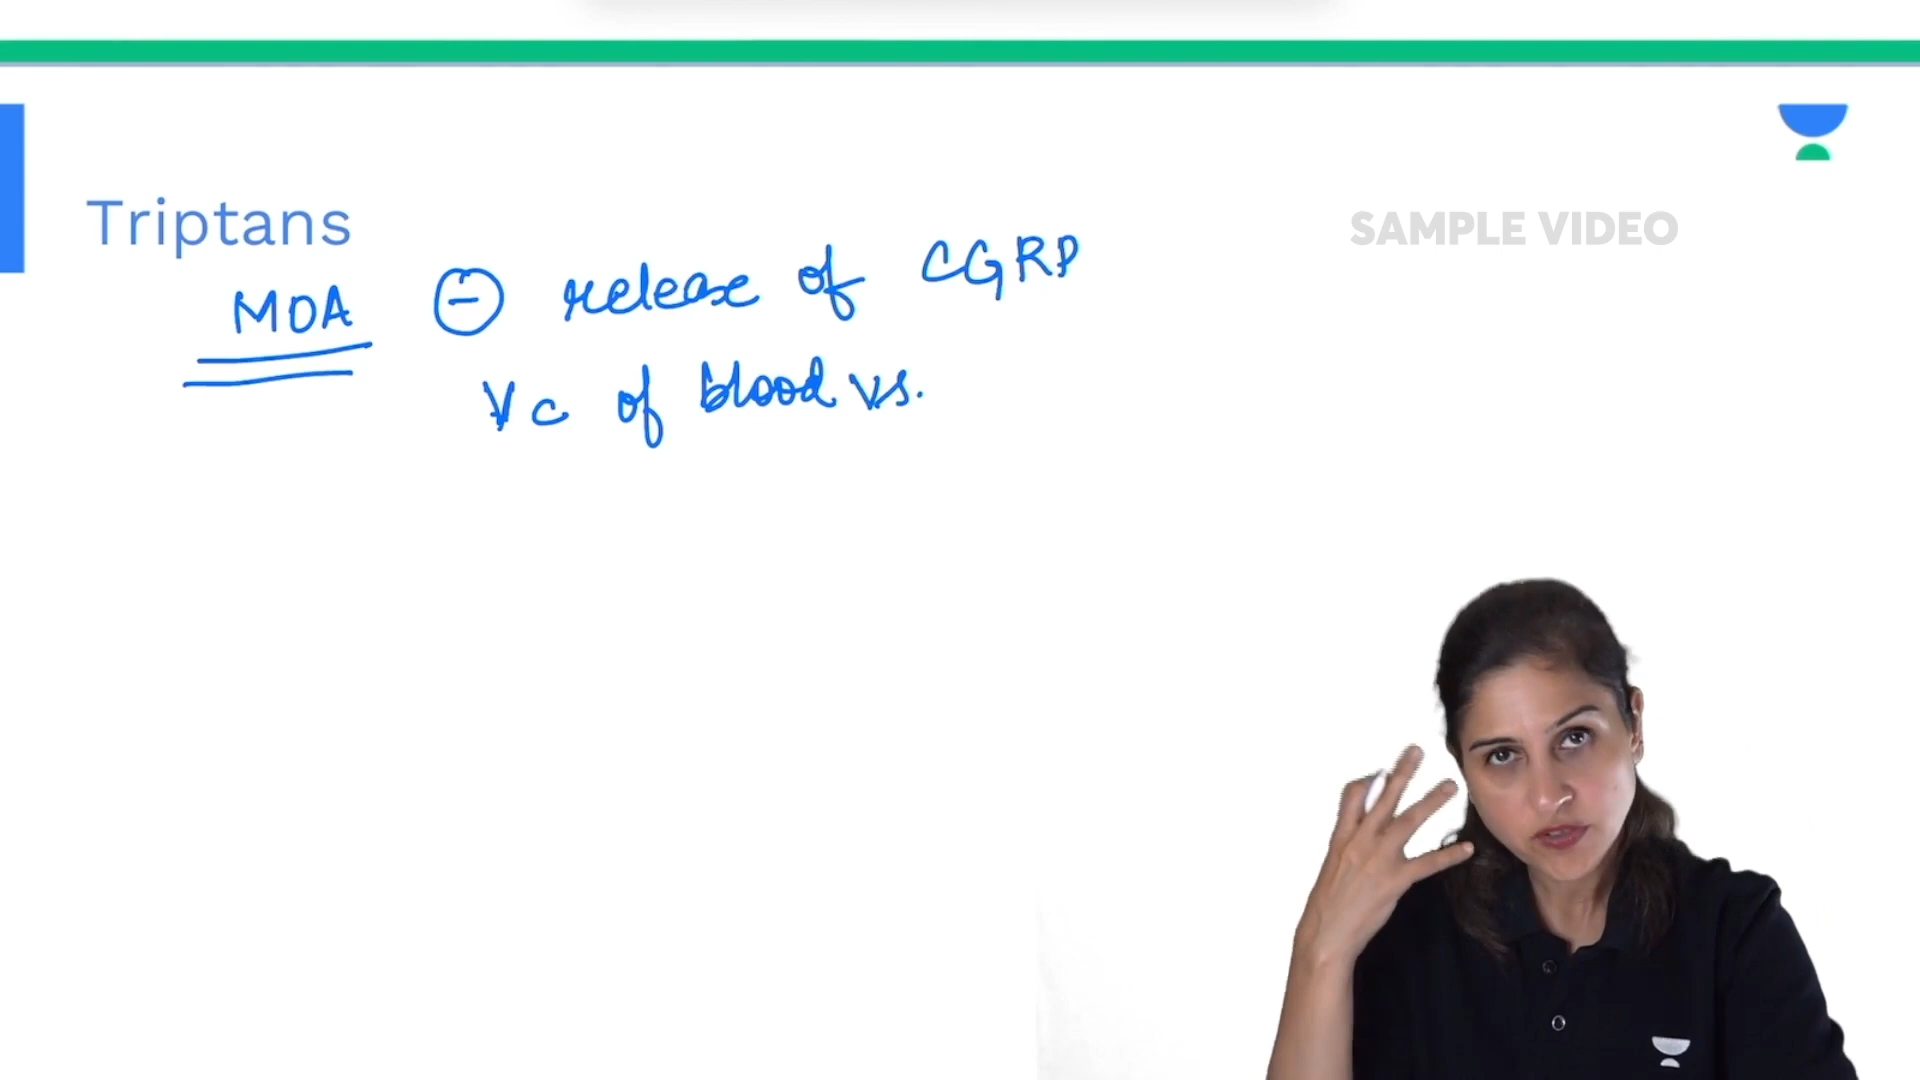 Triptans
SAMPLE VIDEO
MOA ⊖ release of CGRP
VC of blood vs.